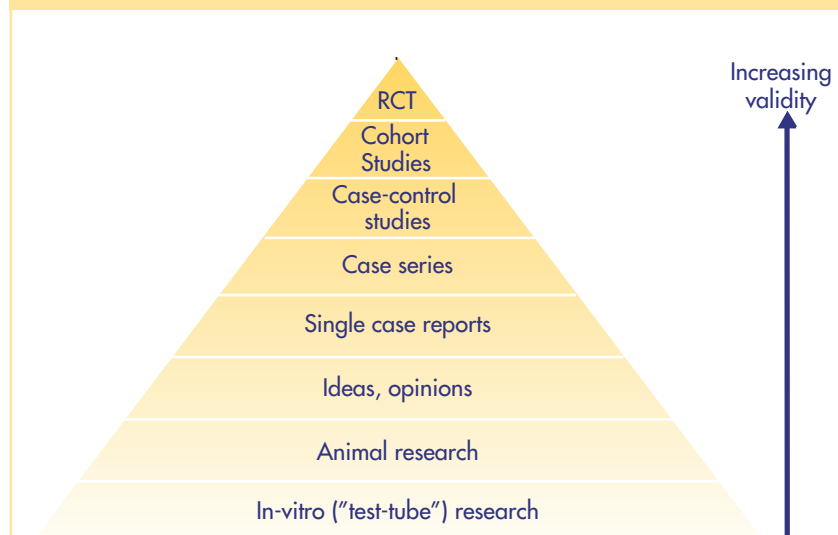 Increasing
validity
RCT
Cohort
Studies
Case-control
studies
Case series
Single case reports
Ideas, opinions
Animal research
In-vitro (”test-tube”) research